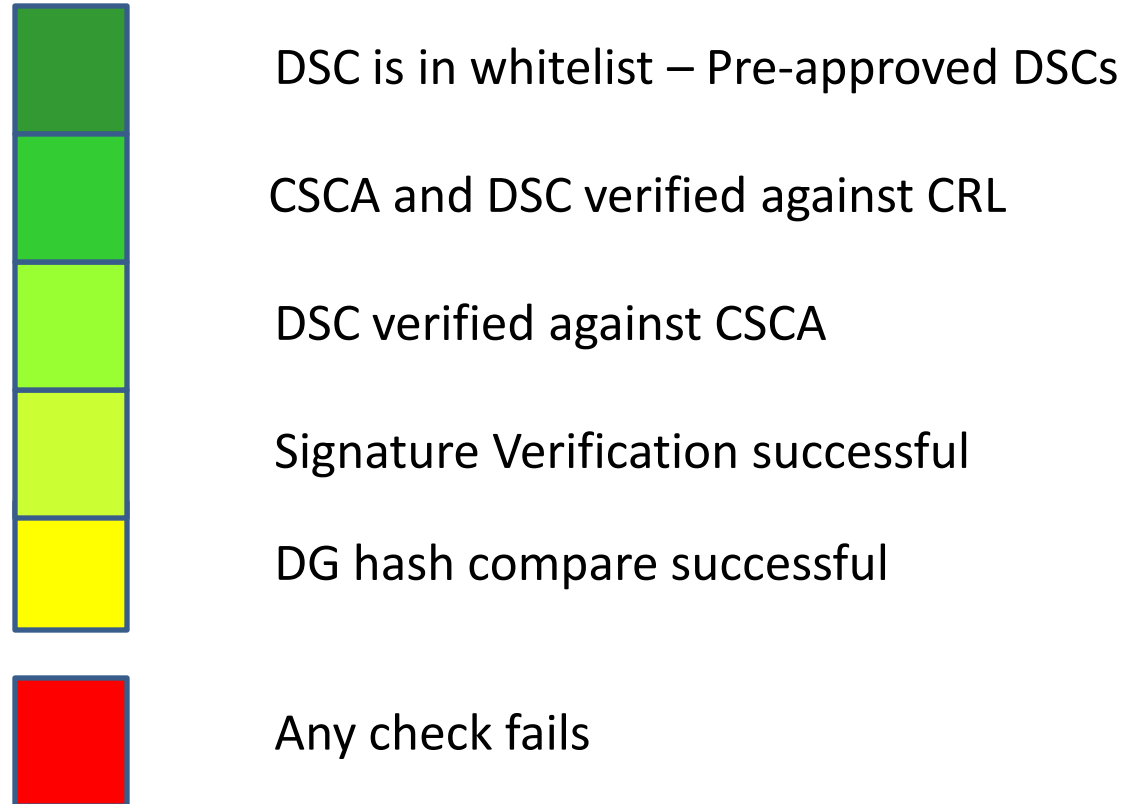 DSC is in whitelist – Pre-approved DSCs
CSCA and DSC verified against CRL
DSC verified against CSCA
Signature Verification successful
DG hash compare successful
Any check fails